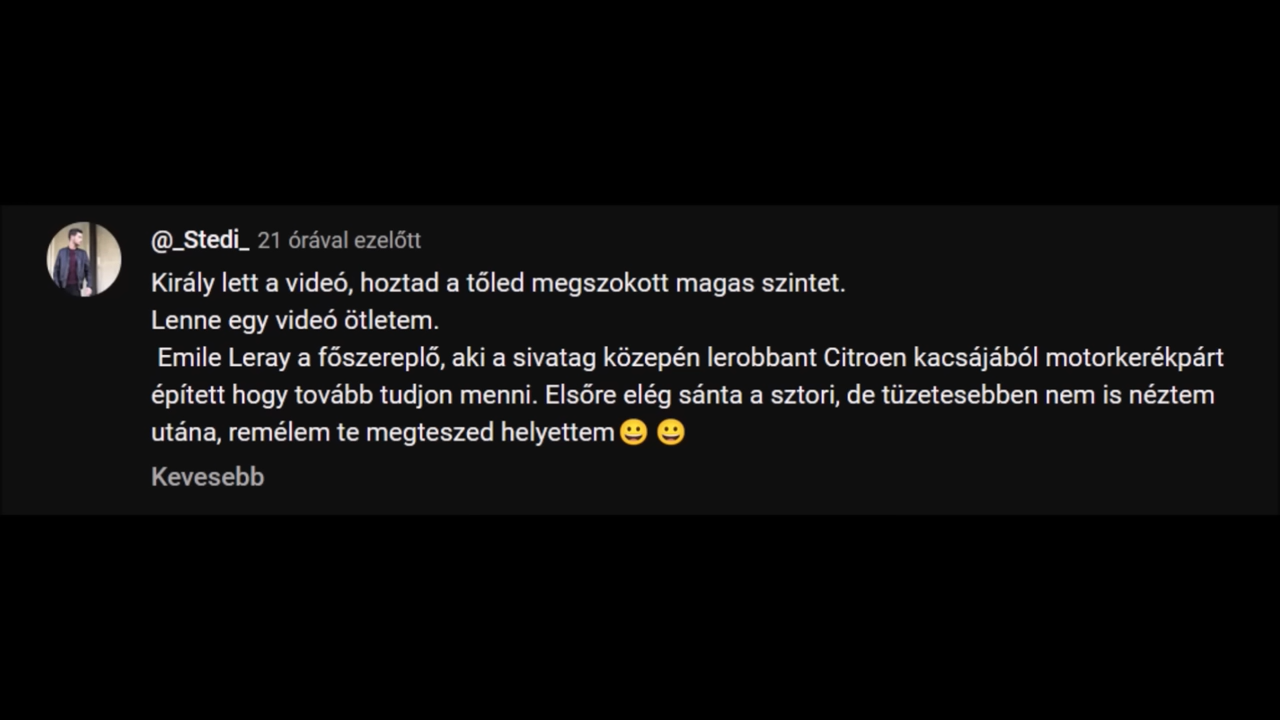 @_Stedi_ 21 órával ezelőtt
Király lett a videó, hoztad a tőled megszokott magas szintet.
Lenne egy videó ötletem.
Emile Leray a főszereplő, aki a sivatag közepén lerobbant Citroen kacsájából motorkerékpárt
épített hogy tovább tudjon menni. Elsőre elég sánta a sztori, de tüzetesebben nem is néztem
utána, remélem te megteszed helyettem😀 😀
Kevesebb